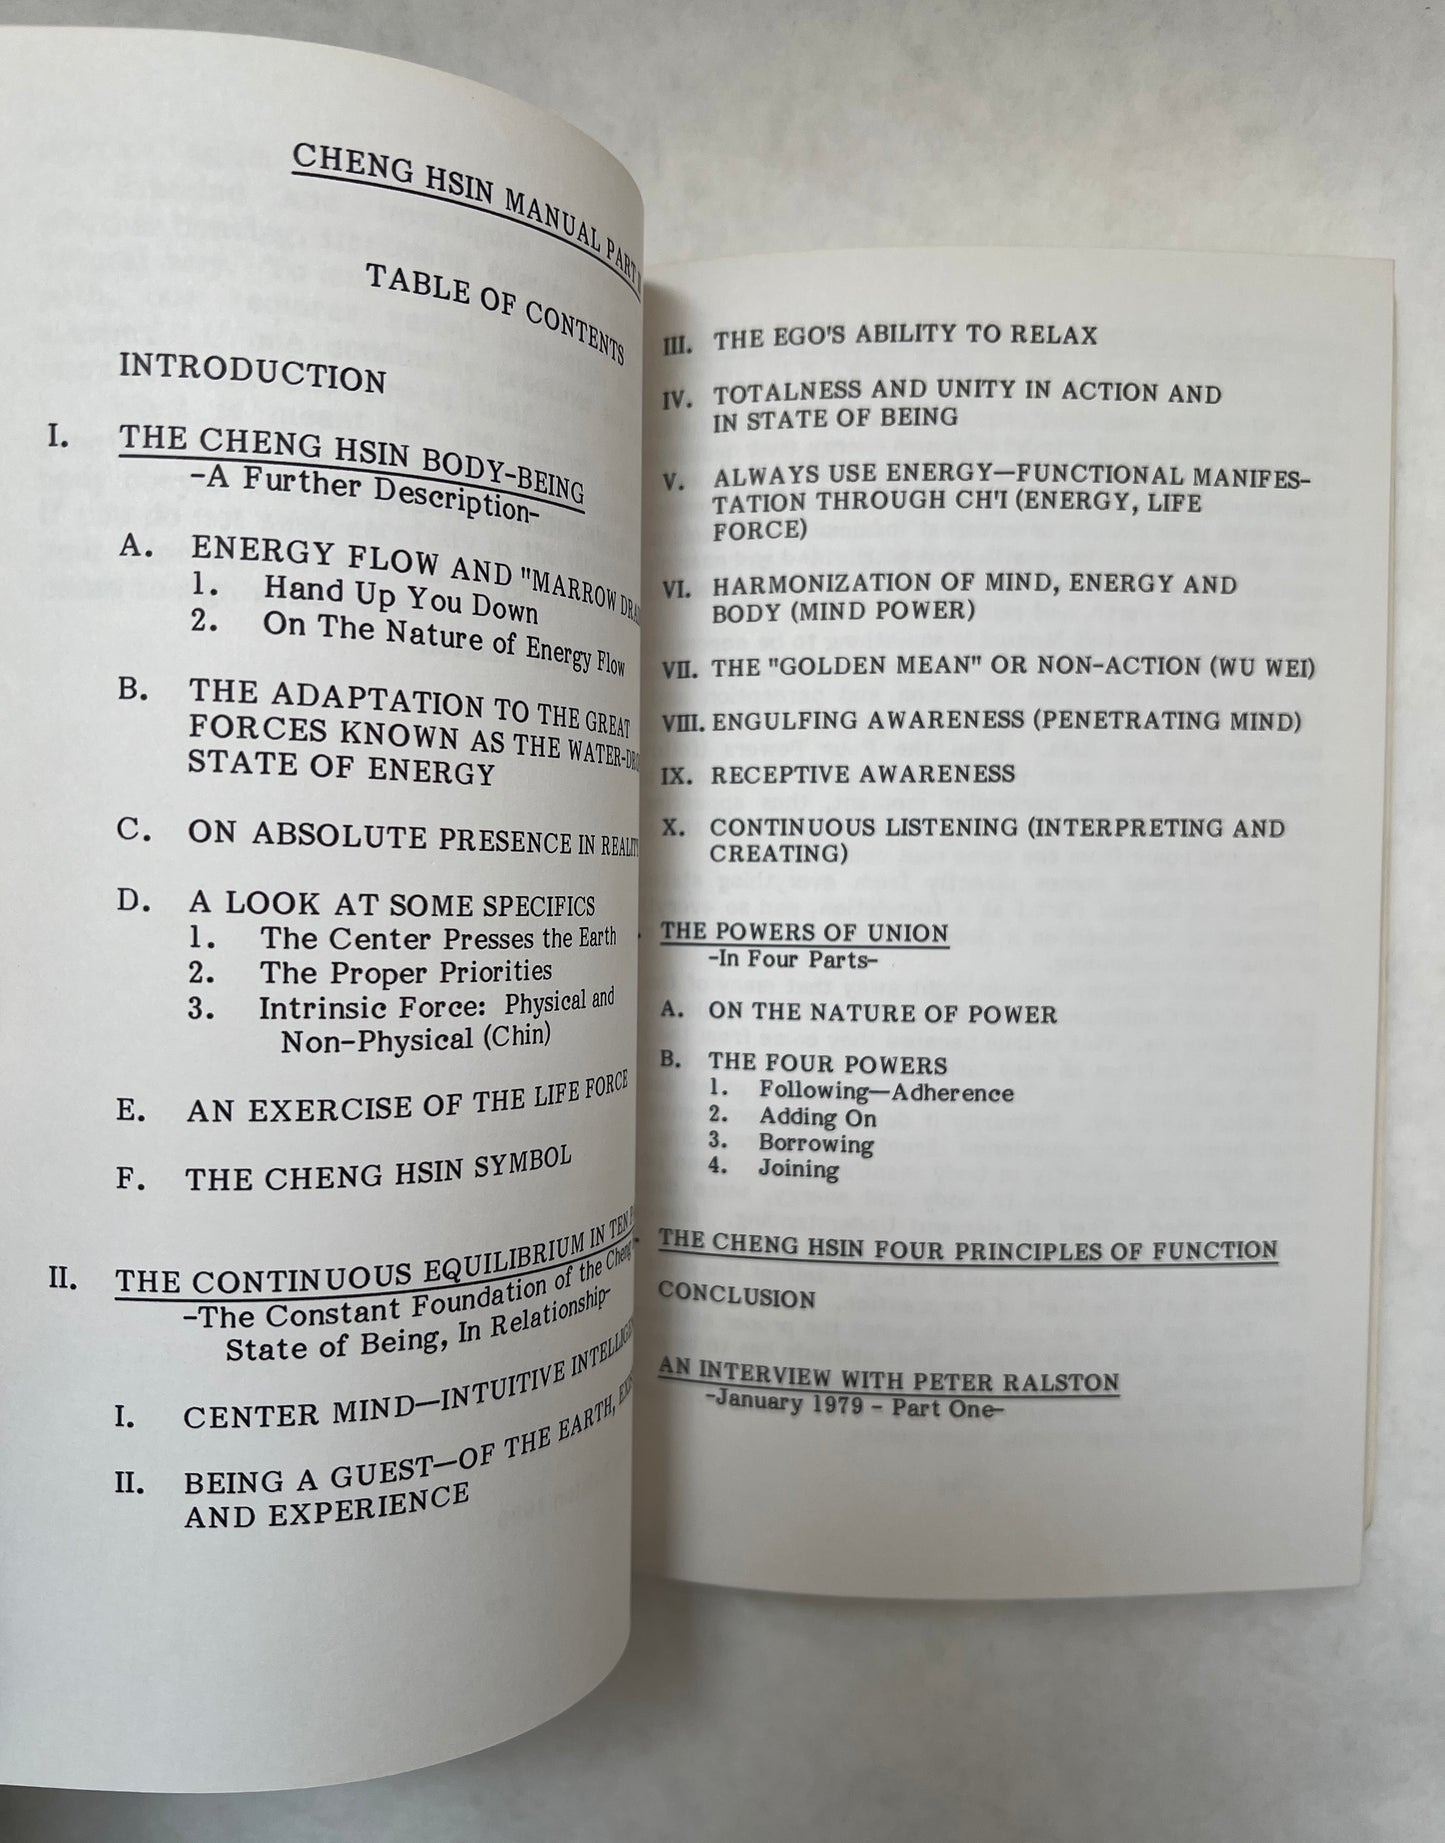 CHENG HSIN MANUAL PART
TABLE OF CONTENTS
INTRODUCTION
I. THE CHENG HSIN BODY-BEING
-A Further Description-
A. ENERGY FLOW AND "MARROW
1. Hand Up You Down
2. On The Nature of Energy Flow
B. THE ADAPTATION TO THE GREAT
FORCES KNOWN AS THE WATER-
STATE OF ENERGY
C. ON ABSOLUTE PRESENCE IN
D. A LOOK AT SOME SPECIFICS
1. The Center Presses the Earth
2. The Proper Priorities
3. Intrinsic Force: Physical and
Non-Physical (Chin)
E. AN EXERCISE OF THE LIFE FORCE
F. THE CHENG HSIN SYMBOL
II. THE CONTINUOUS EQUILIBRIUM IN TEN
-The Constant Foundation of the Cheng
State of Being, In Relationship-
I. CENTER MIND—INTUITIVE
II. BEING A GUEST—OF THE EARTH,
AND EXPERIENCE
III. THE EGO'S ABILITY TO RELAX
IV. TOTALNESS AND UNITY IN ACTION AND
IN STATE OF BEING
V. ALWAYS USE ENERGY—FUNCTIONAL MANIFES-
TATION THROUGH CH'I (ENERGY, LIFE
FORCE)
VI. HARMONIZATION OF MIND, ENERGY AND
BODY (MIND POWER)
VII. THE "GOLDEN MEAN" OR NON-ACTION (WU WEI)
VIII. ENGULFING AWARENESS (PENETRATING MIND)
IX. RECEPTIVE AWARENESS
X. CONTINUOUS LISTENING (INTERPRETING AND
CREATING)
THE POWERS OF UNION
-In Four Parts-
A. ON THE NATURE OF POWER
B. THE FOUR POWERS
1. Following—Adherence
2. Adding On
3. Borrowing
4. Joining
THE CHENG HSIN FOUR PRINCIPLES OF FUNCTION
CONCLUSION
AN INTERVIEW WITH PETER RALSTON
-January 1979 - Part One-